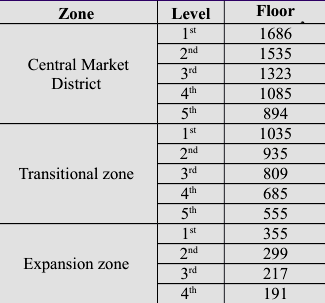 Zone Level Floor
Central Market District 1st 1686
2nd 1535
3rd 1323
4th 1085
5th 894
Transitional zone 1st 1035
2nd 935
3rd 809
4th 685
5th 555
Expansion zone 1st 355
2nd 299
3rd 217
4th 191